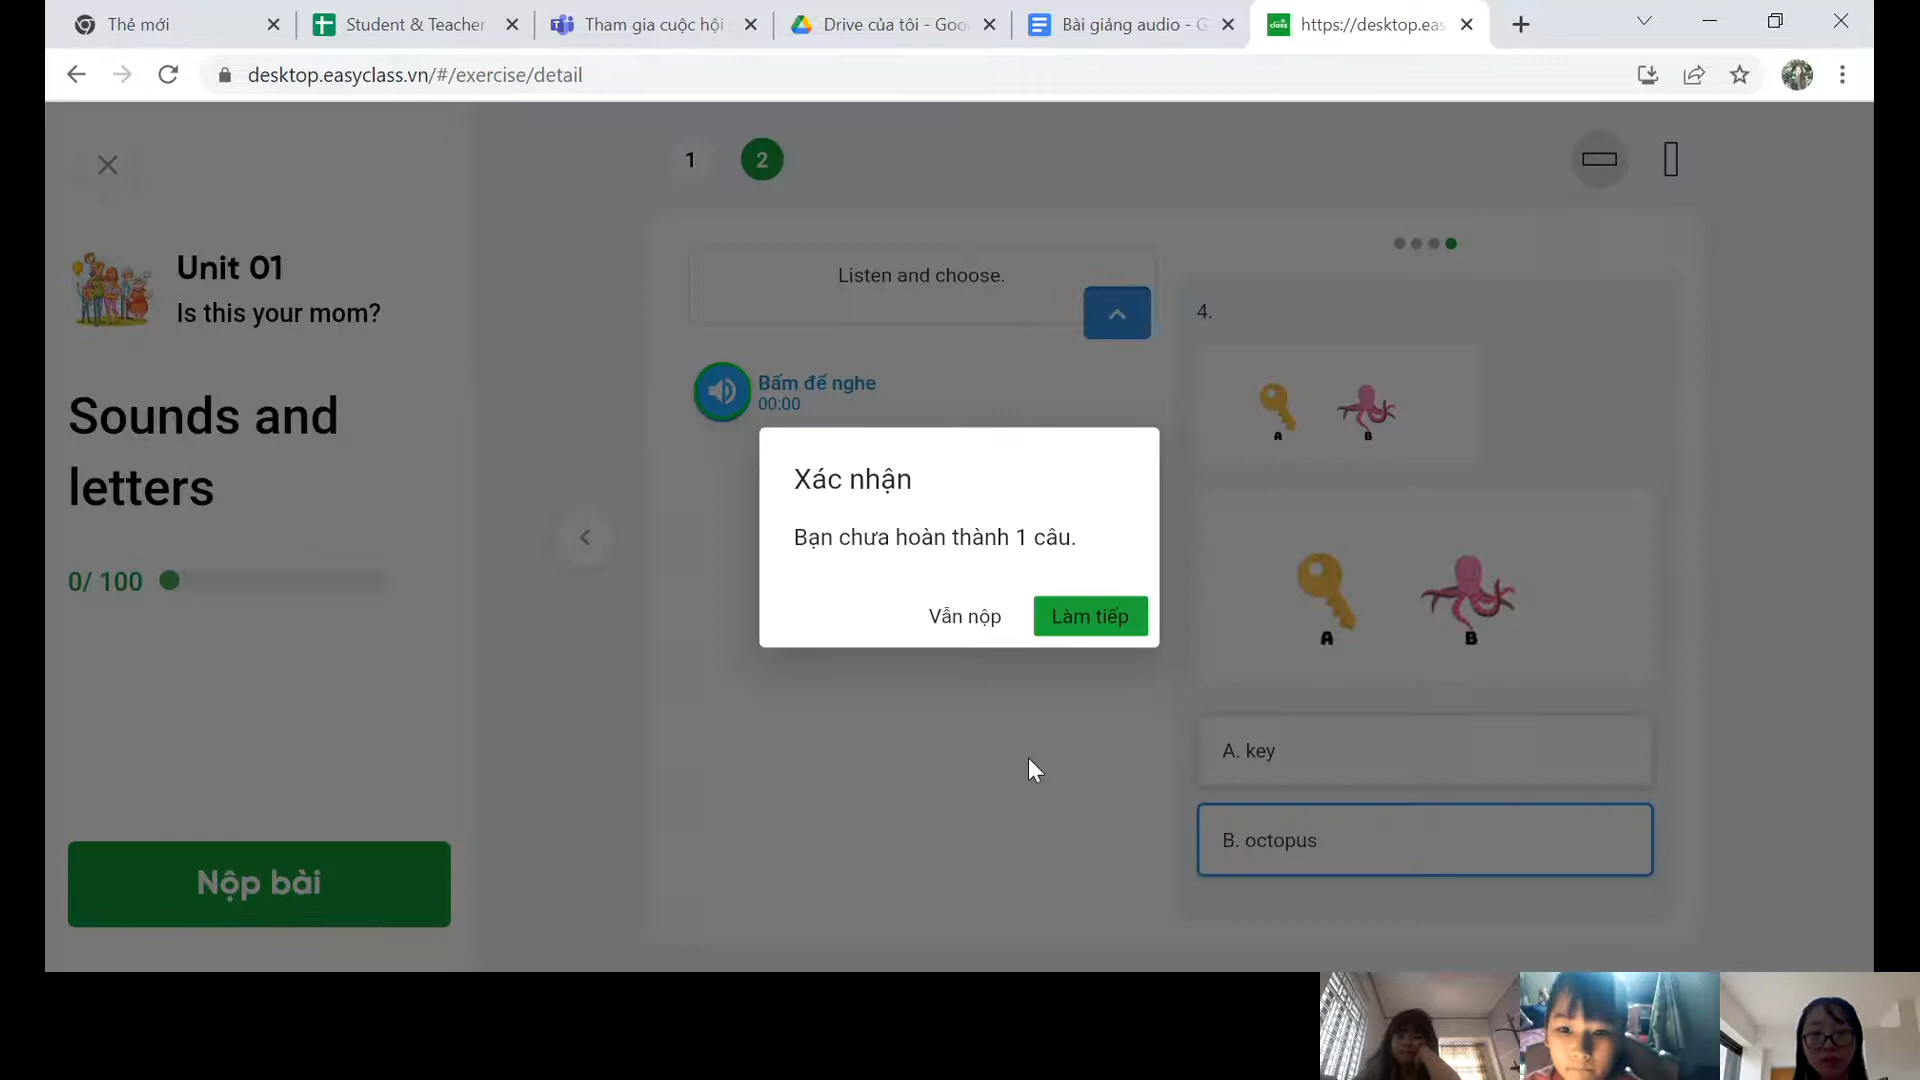 Thẻ mới
Student & Teacher
Tham gia cuộc hội
Drive của tôi - Goo
Bài giảng audio - G
class
https://desktop.eas
desktop.easyclass.vn/#/exercise/detail
1
2
Unit 01
Is this your mom?
Sounds and
letters
0/ 100
Nộp bài
Listen and choose.
Bấm để nghe
00:00
4.
A
B
A
B
A. key
B. octopus
Xác nhận
Bạn chưa hoàn thành 1 câu.
Vẫn nộp
Làm tiếp